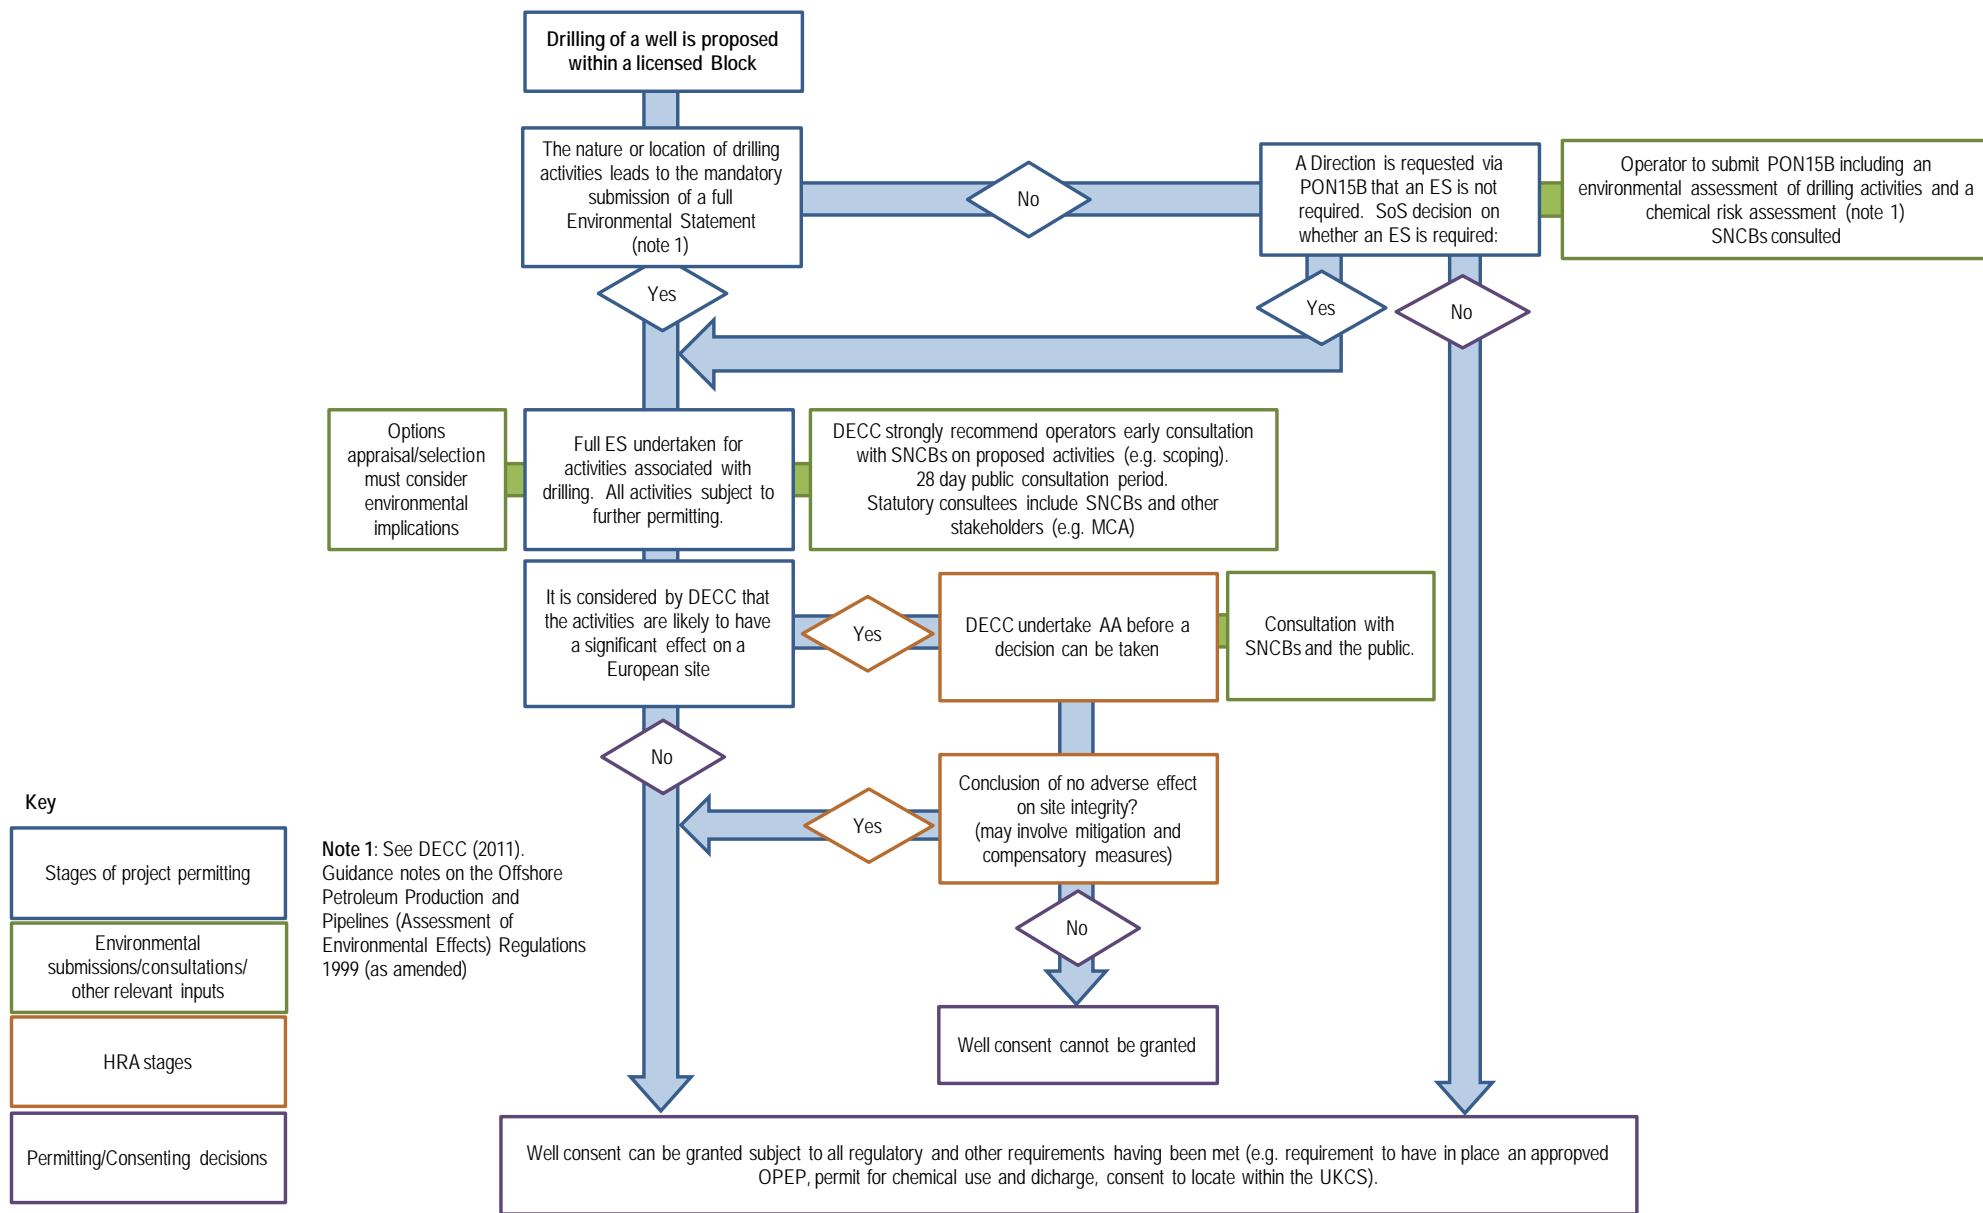 Drilling of a well is proposed
within a licensed Block
The nature or location of drilling
activities leads to the mandatory
submission of a full
Environmental Statement
(note 1)
No
A Direction is requested via
PON15B that an ES is not
required. SoS decision on
whether an ES is required:
Operator to submit PON15B including an
environmental assessment of drilling activities and a
chemical risk assessment (note 1)
SNCBs consulted
Yes
Yes
No
Options
appraisal/selection
must consider
environmental
implications
Full ES undertaken for
activities associated with
drilling. All activities subject to
further permitting.
DECC strongly recommend operators early consultation
with SNCBs on proposed activities (e.g. scoping).
28 day public consultation period.
Statutory consultees include SNCBs and other
stakeholders (e.g. MCA)
It is considered by DECC that
the activities are likely to have
a significant effect on a
European site
Yes
DECC undertake AA before a
decision can be taken
Consultation with
SNCBs and the public.
No
Conclusion of no adverse effect
on site integrity?
(may involve mitigation and
compensatory measures)
Yes
No
Well consent cannot be granted
Well consent can be granted subject to all regulatory and other requirements having been met (e.g. requirement to have in place an appropved
OPEP, permit for chemical use and dicharge, consent to locate within the UKCS).
Key
Stages of project permitting
Environmental
submissions/consultations/
other relevant inputs
HRA stages
Permitting/Consenting decisions
Note 1: See DECC (2011).
Guidance notes on the Offshore
Petroleum Production and
Pipelines (Assessment of
Environmental Effects) Regulations
1999 (as amended)